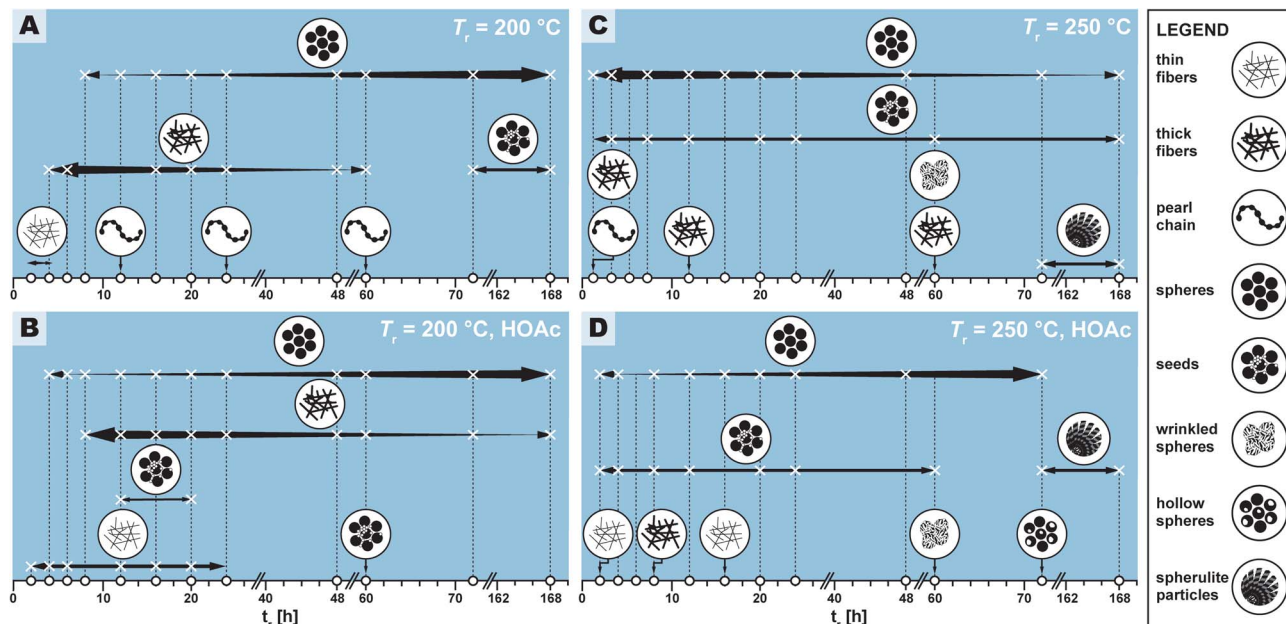 A
T_r = 200 °C
0 10 20 40 48 60 70 162 168
C
T_r = 250 °C
0 10 20 40 48 60 70 162 168
B
T_r = 200 °C, HOAc
0 10 20 40 48 60 70 162 168
t_r [h]
D
T_r = 250 °C, HOAc
0 10 20 40 48 60 70 162 168
t_r [h]
LEGEND
thin
fibers
thick
fibers
pearl
chain
spheres
seeds
wrinkled
spheres
hollow
spheres
spherulite
particles